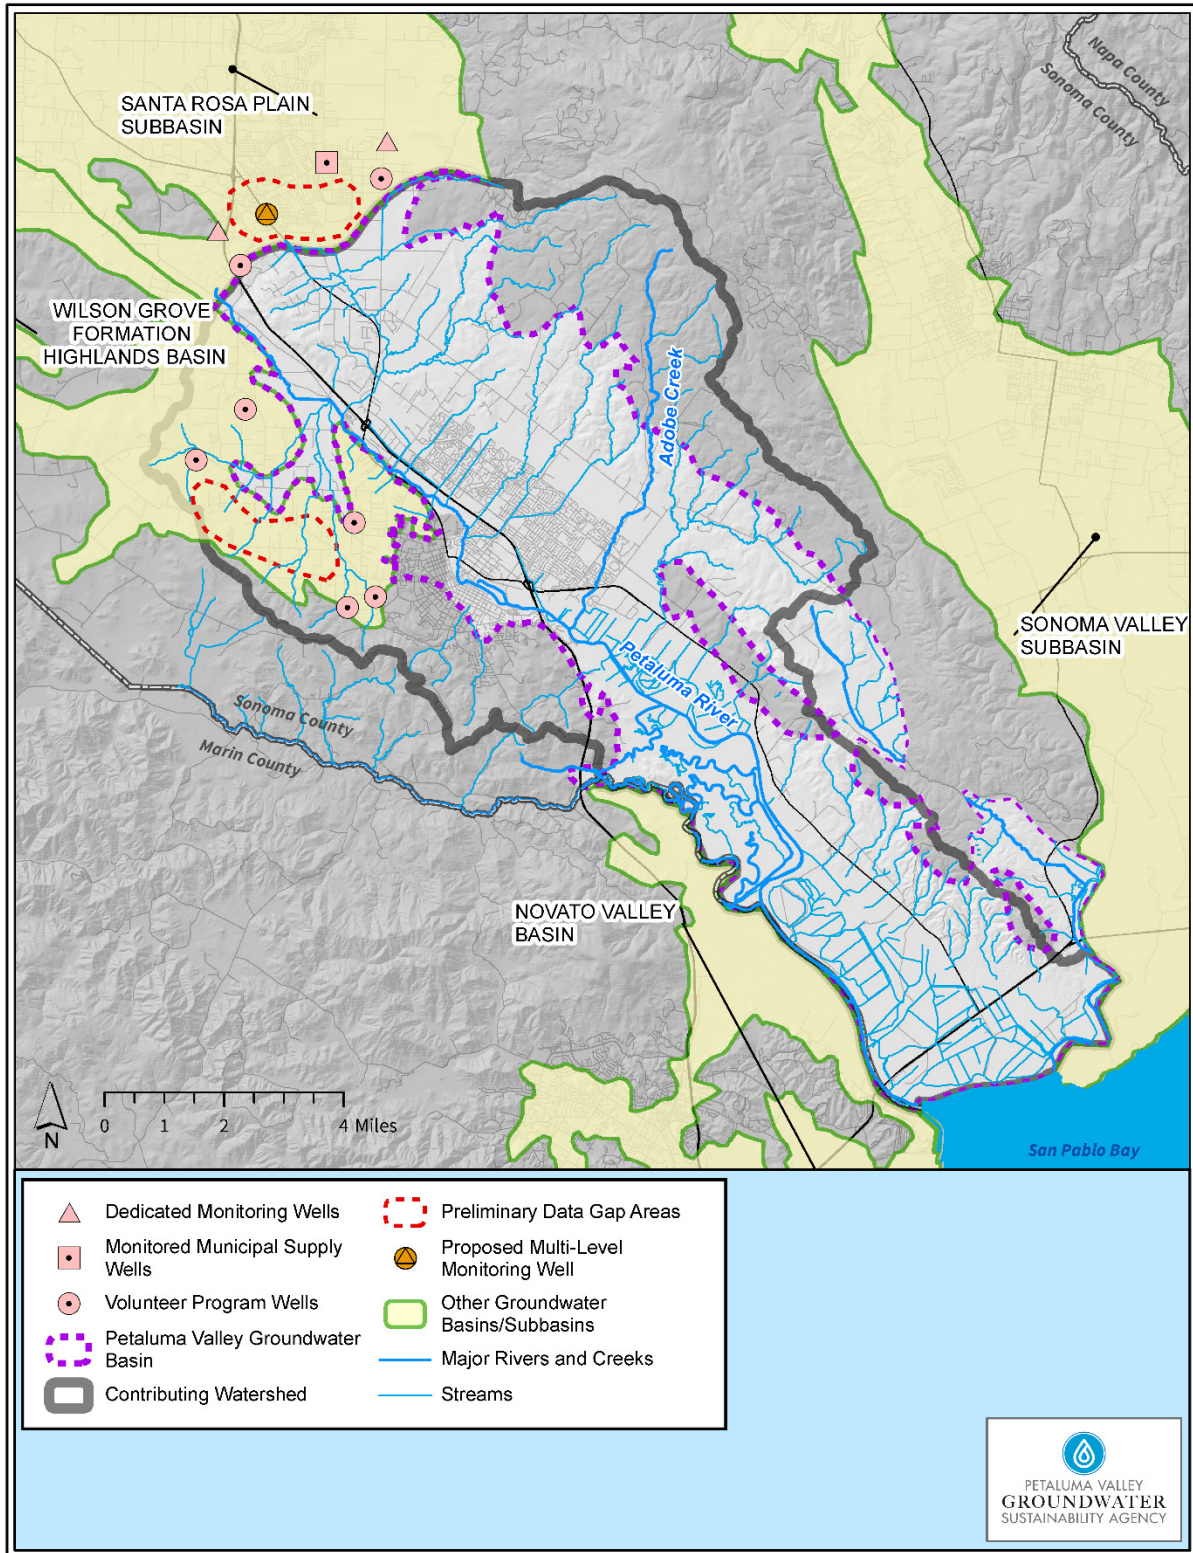 Napa County
Sonoma County
SANTA ROSA PLAIN
SUBBASIN
WILSON GROVE
FORMATION
HIGHLANDS BASIN
Adobe Creek
SONOMA VALLEY
SUBBASIN
Petaluma River
Sonoma County
Marin County
NOVATO VALLEY
BASIN
N
0 1 2 4 Miles
San Pablo Bay
Dedicated Monitoring Wells
Monitored Municipal Supply
Wells
Volunteer Program Wells
Petaluma Valley Groundwater
Basin
Contributing Watershed
Preliminary Data Gap Areas
Proposed Multi-Level
Monitoring Well
Other Groundwater
Basins/Subbasins
Major Rivers and Creeks
Streams
PETALUMA VALLEY
GROUNDWATER
SUSTAINABILITY AGENCY